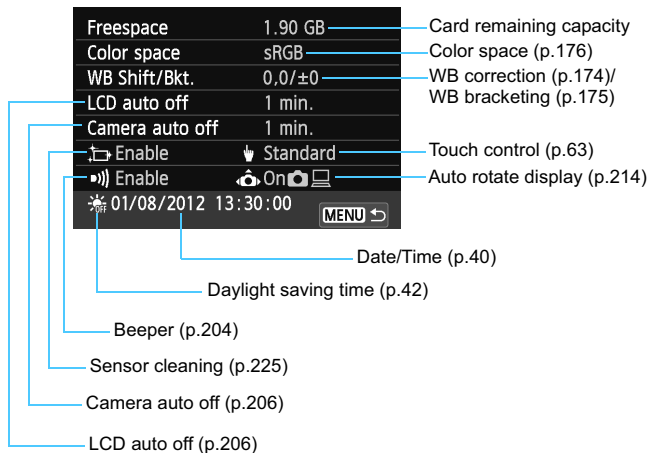 Freespace 1.90 GB Card remaining capacity
Color space sRGB Color space (p.176)
WB Shift/Bkt. 0,0/±0 WB correction (p.174)/
WB bracketing (p.175)
LCD auto off 1 min.
Camera auto off 1 min.
Enable Standard Touch control (p.63)
Enable On Auto rotate display (p.214)
OFF 01/08/2012 13:30:00 MENU
Date/Time (p.40)
Daylight saving time (p.42)
Beeper (p.204)
Sensor cleaning (p.225)
Camera auto off (p.206)
LCD auto off (p.206)